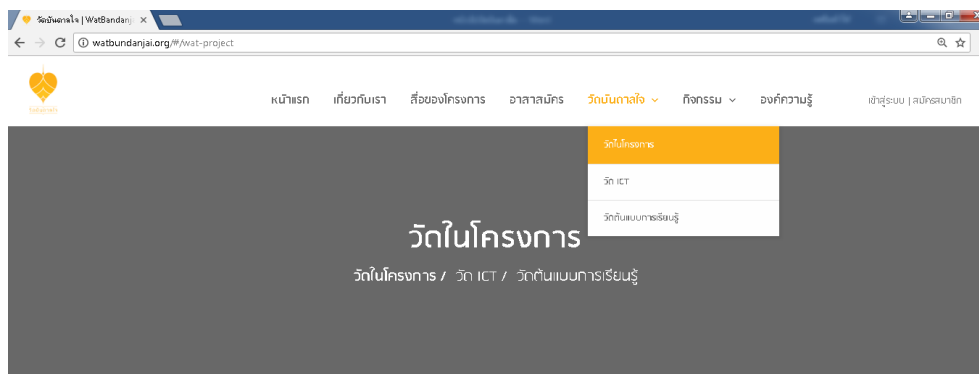 วัดบันดาลใจ | WatBandanj
watbundanjai.org/#/wat-project
หน้าแรก เกี่ยวกับเรา สื่อของโครงการ อาสาสมัคร วัดบันดาลใจ กิจกรรม องค์ความรู้ เข้าสู่ระบบ | สมัครสมาชิก
วัดในโครงการ
วัด ICT
วัดต้นแบบการเรียนรู้
วัดในโครงการ
วัดในโครงการ / วัด ICT / วัดต้นแบบการเรียนรู้